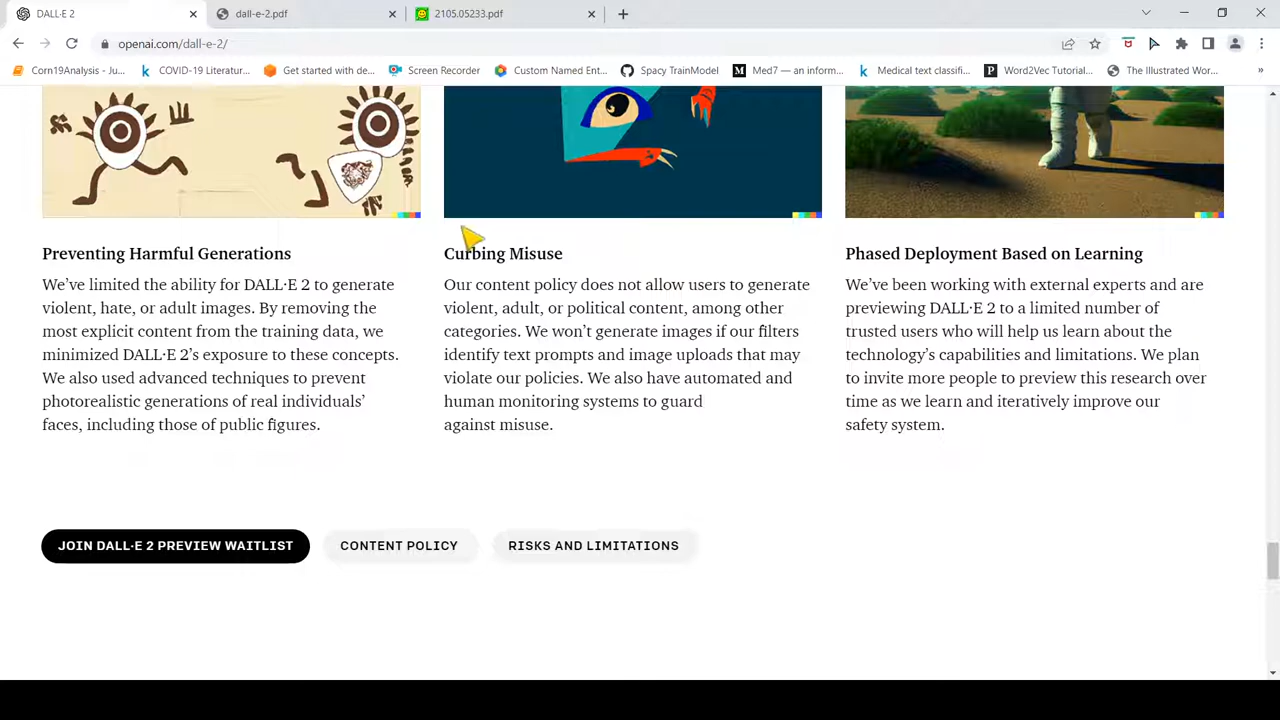 DALL·E 2
dall-e-2.pdf
2105.05233.pdf
openai.com/dall-e-2/
Corn19Analysis - Ju...
COVID-19 Literatur...
Get started with de...
Screen Recorder
Custom Named Ent...
Spacy TrainModel
Med7 — an inform...
Medical text classifi...
Word2Vec Tutorial...
The Illustrated Wor...
Preventing Harmful Generations
We've limited the ability for DALL·E 2 to generate
violent, hate, or adult images. By removing the
most explicit content from the training data, we
minimized DALL·E 2's exposure to these concepts.
We also used advanced techniques to prevent
photorealistic generations of real individuals'
faces, including those of public figures.
Curbing Misuse
Our content policy does not allow users to generate
violent, adult, or political content, among other
categories. We won't generate images if our filters
identify text prompts and image uploads that may
violate our policies. We also have automated and
human monitoring systems to guard
against misuse.
Phased Deployment Based on Learning
We've been working with external experts and are
previewing DALL·E 2 to a limited number of
trusted users who will help us learn about the
technology's capabilities and limitations. We plan
to invite more people to preview this research over
time as we learn and iteratively improve our
safety system.
JOIN DALL·E 2 PREVIEW WAITLIST
CONTENT POLICY
RISKS AND LIMITATIONS